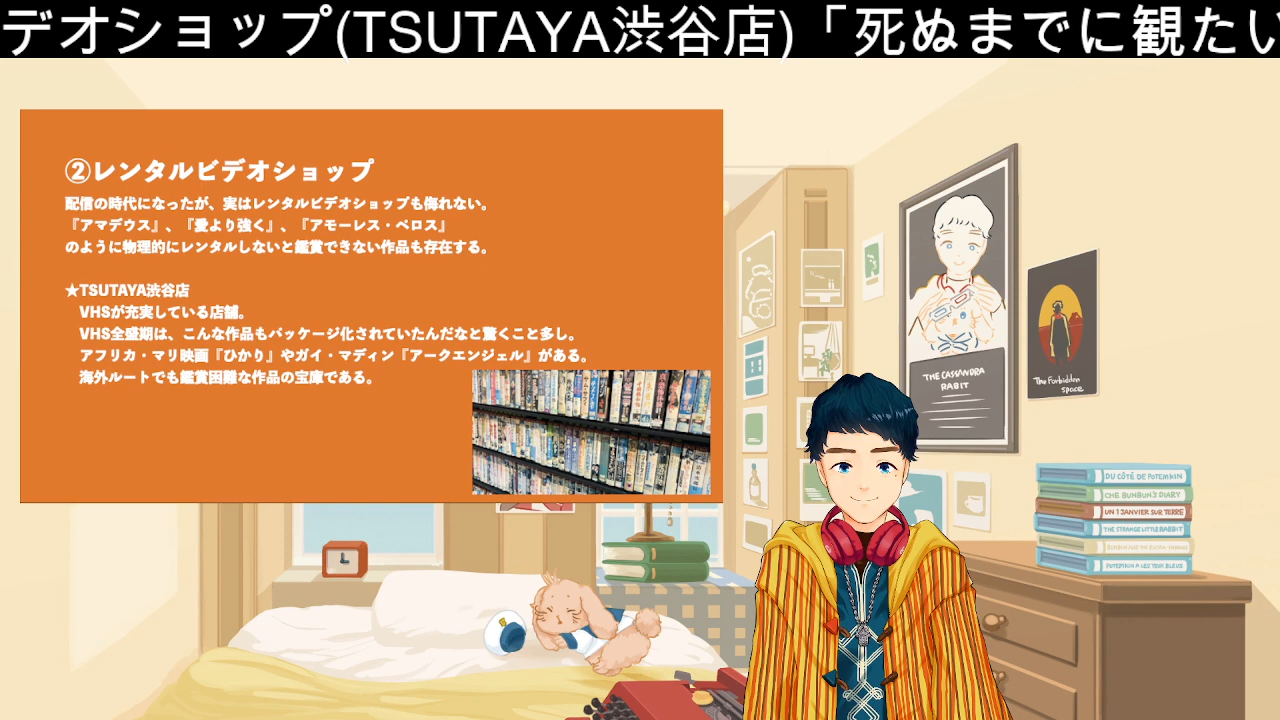 デオショップ(TSUTAYA渋谷店)「死ぬまでに観たい
②レンタルビデオショップ
配信の時代になったが、実はレンタルビデオショップも侮れない。
『アマデウス』、『愛より強く』、『アモーレス・ペロス』
のように物理的にレンタルしないと鑑賞できない作品も存在する。
★TSUTAYA渋谷店
VHSが充実している店舗。
VHS全盛期は、こんな作品もパッケージ化されていたんだなと驚くこと多し。
アフリカ・マリ映画『ひかり』やガイ・マディン『アークエンジェル』がある。
海外ルートでも鑑賞困難な作品の宝庫である。
THE CASSANDRA
RABIT
The Forbidden
space
DU CÔTÉ DE POTEMKIN
CHE BUNBUN'S DIARY
UN 1 JANVIER SUR TERRE
THE STRANGE LITTLE RABBIT
POTEMKIN A LES YEUX BLEUS